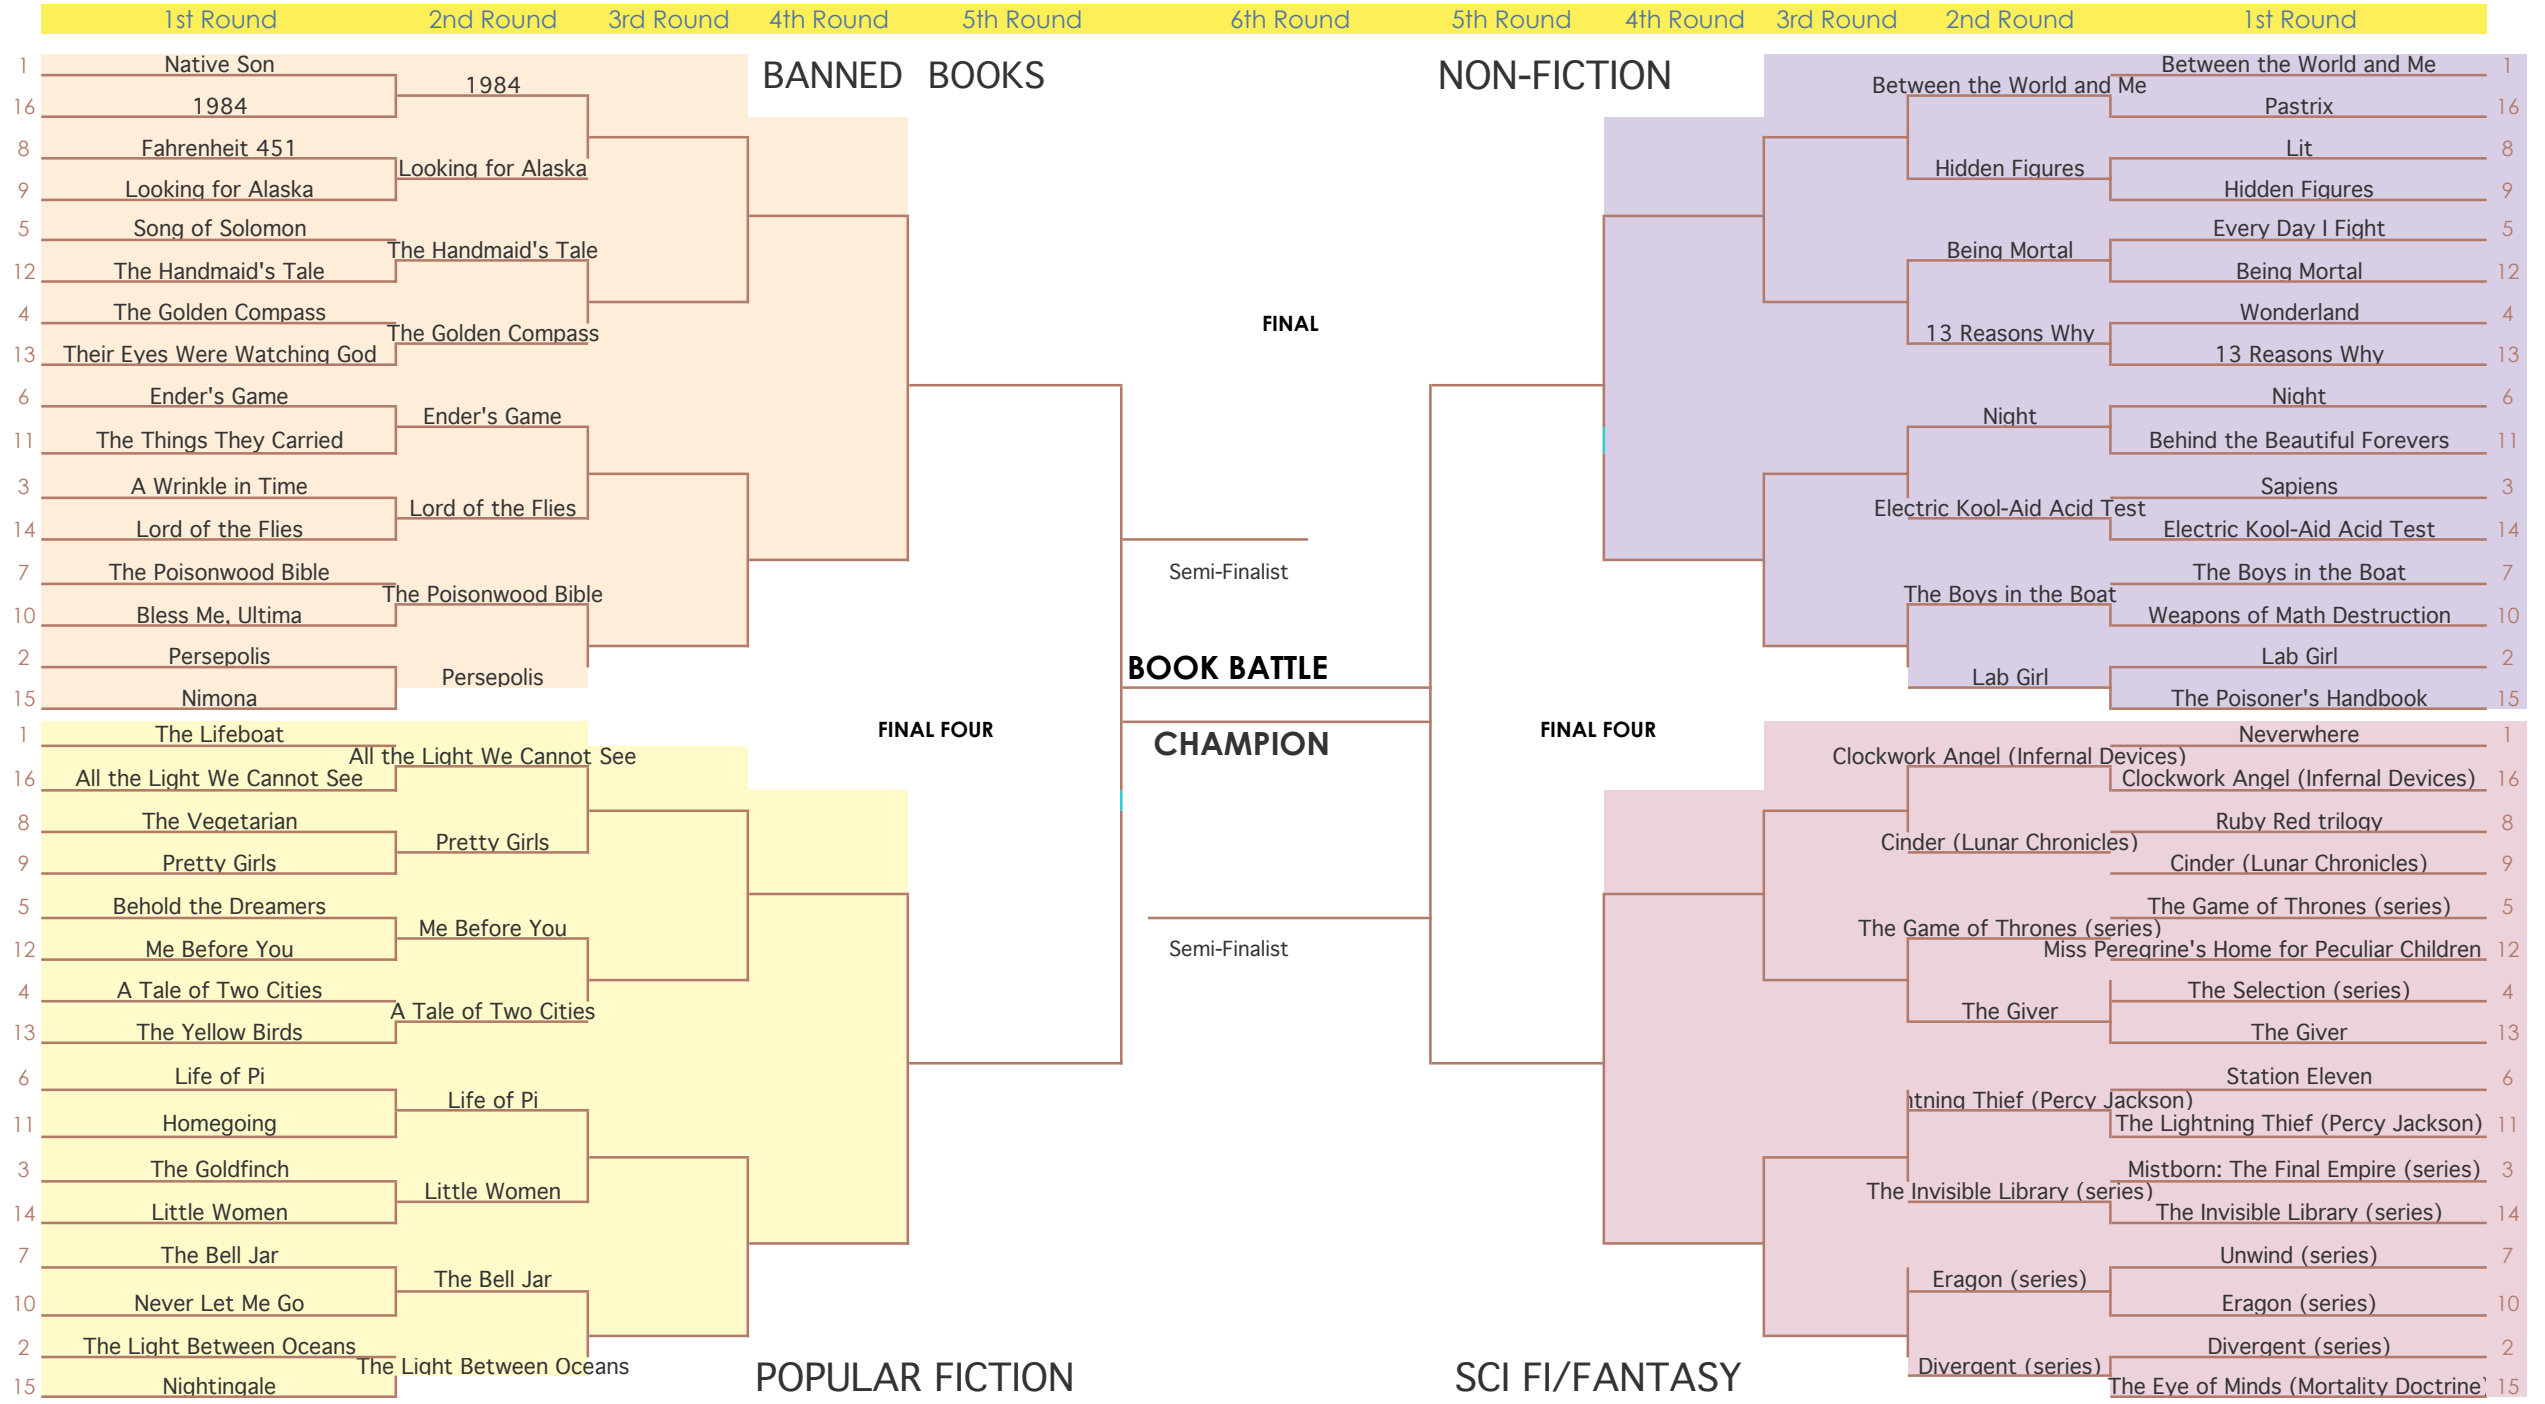 1st Round 2nd Round 3rd Round 4th Round 5th Round 6th Round 5th Round 4th Round 3rd Round 2nd Round 1st Round
BANNED BOOKS
1 Native Son
16 1984
8 Fahrenheit 451
9 Looking for Alaska
5 Song of Solomon
12 The Handmaid's Tale
4 The Golden Compass
13 Their Eyes Were Watching God
6 Ender's Game
11 The Things They Carried
3 A Wrinkle in Time
14 Lord of the Flies
7 The Poisonwood Bible
10 Bless Me, Ultima
2 Persepolis
15 Nimona
1984
Looking for Alaska
The Handmaid's Tale
The Golden Compass
Ender's Game
Lord of the Flies
The Poisonwood Bible
Persepolis
1 The Lifeboat
16 All the Light We Cannot See
8 The Vegetarian
9 Pretty Girls
5 Behold the Dreamers
12 Me Before You
4 A Tale of Two Cities
13 The Yellow Birds
6 Life of Pi
11 Homegoing
3 The Goldfinch
14 Little Women
7 The Bell Jar
10 Never Let Me Go
2 The Light Between Oceans
15 Nightingale
All the Light We Cannot See
Pretty Girls
Me Before You
A Tale of Two Cities
Life of Pi
Little Women
The Bell Jar
The Light Between Oceans
POPULAR FICTION
FINAL
Semi-Finalist
BOOK BATTLE
FINAL FOUR
FINAL FOUR
CHAMPION
Semi-Finalist
NON-FICTION
Between the World and Me
Hidden Figures
Being Mortal
13 Reasons Why
Night
Electric Kool-Aid Acid Test
The Boys in the Boat
Lab Girl
Between the World and Me 1
Pastrix 16
Lit 8
Hidden Figures 9
Every Day I Fight 5
Being Mortal 12
Wonderland 4
13 Reasons Why 13
Night 6
Behind the Beautiful Forevers 11
Sapiens 3
Electric Kool-Aid Acid Test 14
The Boys in the Boat 7
Weapons of Math Destruction 10
Lab Girl 2
The Poisoner's Handbook 15
Clockwork Angel (Infernal Devices)
Cinder (Lunar Chronicles)
The Game of Thrones (series)
The Giver
htning Thief (Percy Jackson)
The Invisible Library (series)
Eragon (series)
Divergent (series)
Neverwhere 1
Clockwork Angel (Infernal Devices) 16
Ruby Red trilogy 8
Cinder (Lunar Chronicles) 9
The Game of Thrones (series) 5
Miss Peregrine's Home for Peculiar Children 12
The Selection (series) 4
The Giver 13
Station Eleven 6
The Lightning Thief (Percy Jackson) 11
Mistborn: The Final Empire (series) 3
The Invisible Library (series) 14
Unwind (series) 7
Eragon (series) 10
Divergent (series) 2
The Eye of Minds (Mortality Doctrine) 15
SCI FI/FANTASY